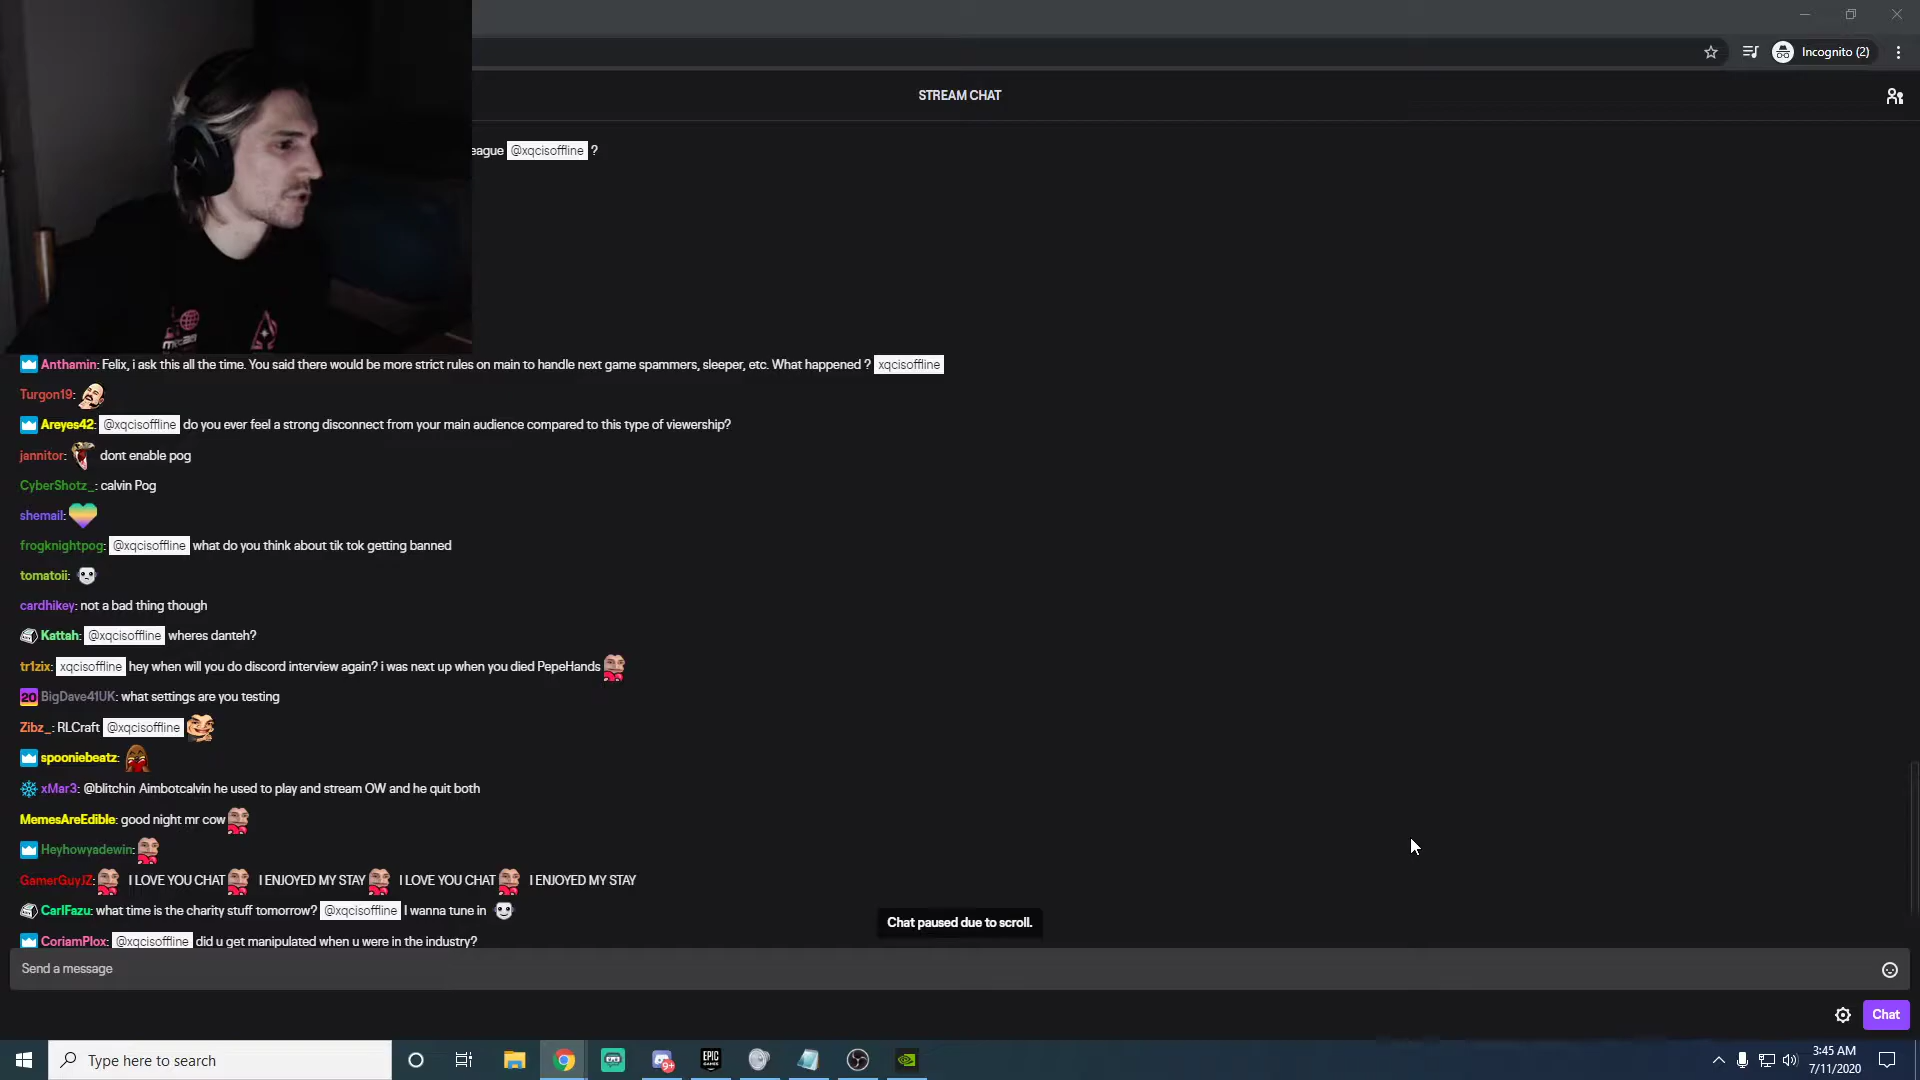 Incognito (2)
STREAM CHAT
eague @xqcisoffline ?
Anthamin: Felix, i ask this all the time. You said there would be more strict rules on main to handle next game spammers, sleeper, etc. What happened ? xqcisoffline
Turgon19:
Areyes42: @xqcisoffline do you ever feel a strong disconnect from your main audience compared to this type of viewership?
jannitor: dont enable pog
CyberShotz_: calvin Pog
shemail:
frogknightpog: @xqcisoffline what do you think about tik tok getting banned
tomatoii:
cardhikey: not a bad thing though
Kattah: @xqcisoffline wheres danteh?
tr1zix: xqcisoffline hey when will you do discord interview again? i was next up when you died PepeHands
20 BigDave41UK: what settings are you testing
Zibz_: RLCraft @xqcisoffline
spooniebeatz:
xMar3: @blitchin Aimbotcalvin he used to play and stream OW and he quit both
MemesAreEdible: good night mr cow
Heyhowyadewin:
GamerGuyJZ: I LOVE YOU CHAT I ENJOYED MY STAY I LOVE YOU CHAT I ENJOYED MY STAY
CarlFazu: what time is the charity stuff tomorrow? @xqcisoffline I wanna tune in
Chat paused due to scroll.
CoriamPlox: @xqcisoffline did u get manipulated when u were in the industry?
Send a message
Chat
Type here to search
EPIC
GAMES
9+
3:45 AM
7/11/2020